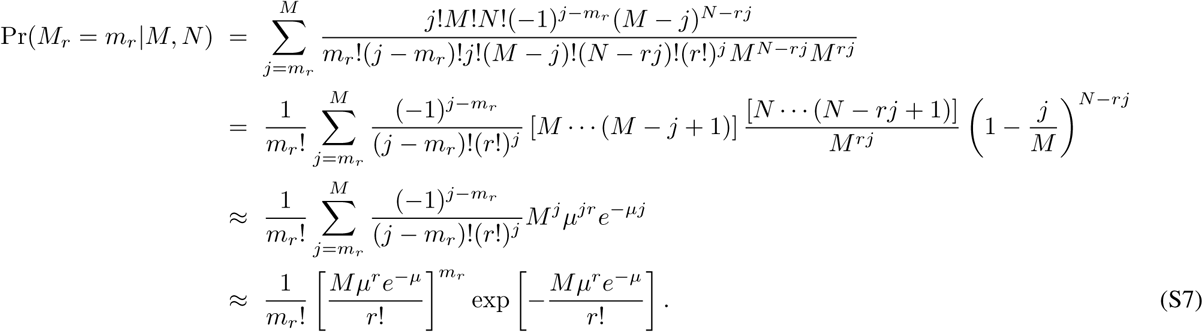 \Pr(M_r = m_r|M, N) = \sum_{j=m_r}^{M} \frac{j!M!N!(-1)^{j-m_r}(M-j)^{N-rj}}{m_r!(j-m_r)!j!(M-j)!(N-rj)!(r!)^j M^{N-rj}M^{rj}}
= \frac{1}{m_r!} \sum_{j=m_r}^{M} \frac{(-1)^{j-m_r}}{(j-m_r)!(r!)^j} [M \cdots (M-j+1)] \frac{[N \cdots (N-rj+1)]}{M^{rj}} \left(1 - \frac{j}{M}\right)^{N-rj}
\approx \frac{1}{m_r!} \sum_{j=m_r}^{M} \frac{(-1)^{j-m_r}}{(j-m_r)!(r!)^j} M^j \mu^{jr} e^{-\mu j}
\approx \frac{1}{m_r!} \left[\frac{M\mu^r e^{-\mu}}{r!}\right]^{m_r} \exp\left[-\frac{M\mu^r e^{-\mu}}{r!}\right]. (S7)